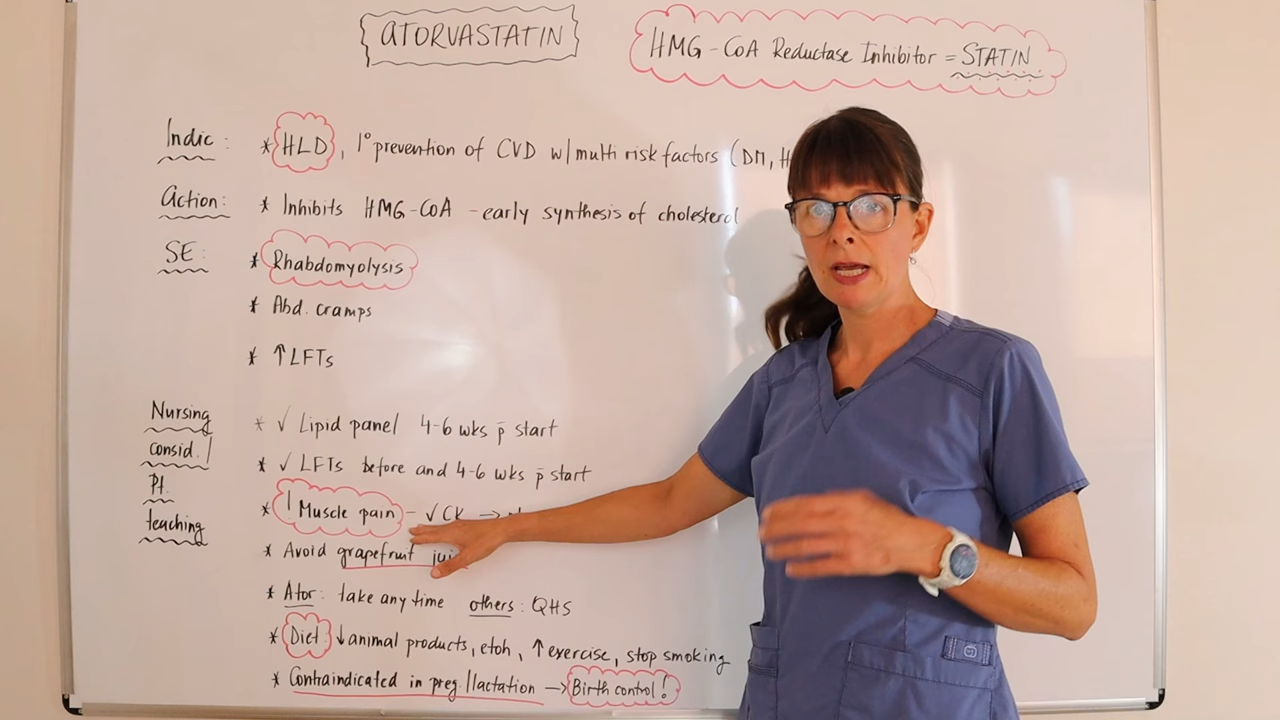 ATORVASTATIN
HMG-CoA Reductase Inhibitor = STATIN
Indic: * HLD, 1° prevention of CVD w/ multi risk factors (DM, H
Action: * Inhibits HMG-CoA - early synthesis of cholesterol
SE: * Rhabdomyolysis
* Abd. cramps
* ↑LFTs
Nursing consid./ Pt. teaching
* √ Lipid panel 4-6 wks p̄ start
* √ LFTs before and 4-6 wks p̄ start
* ! Muscle pain - √ CK →
* Avoid grapefruit
* Ator: take any time others: QHS
* Diet ↓animal products, etoh, ↑exercise, stop smoking
* Contraindicated in preg/lactation → Birth control!